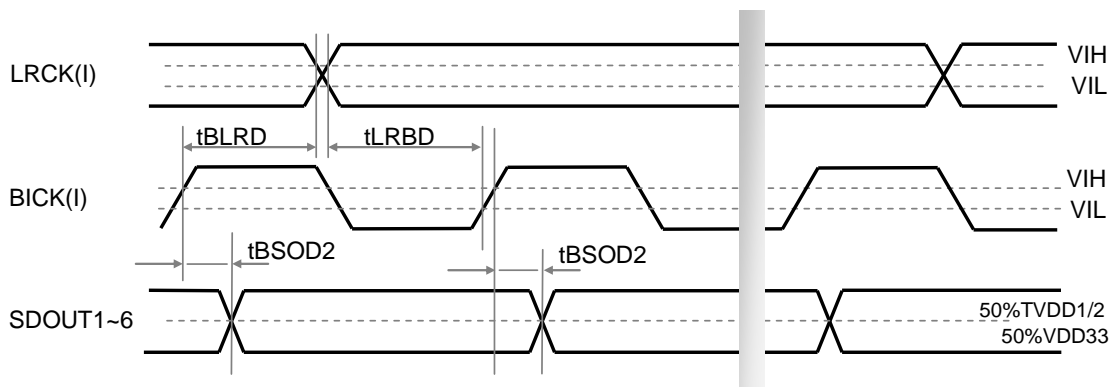 LRCK(I)
VIH
VIL
tBLRD
tLRBD
BICK(I)
VIH
VIL
tBSOD2
tBSOD2
SDOUT1~6
50%TVDD1/2
50%VDD33